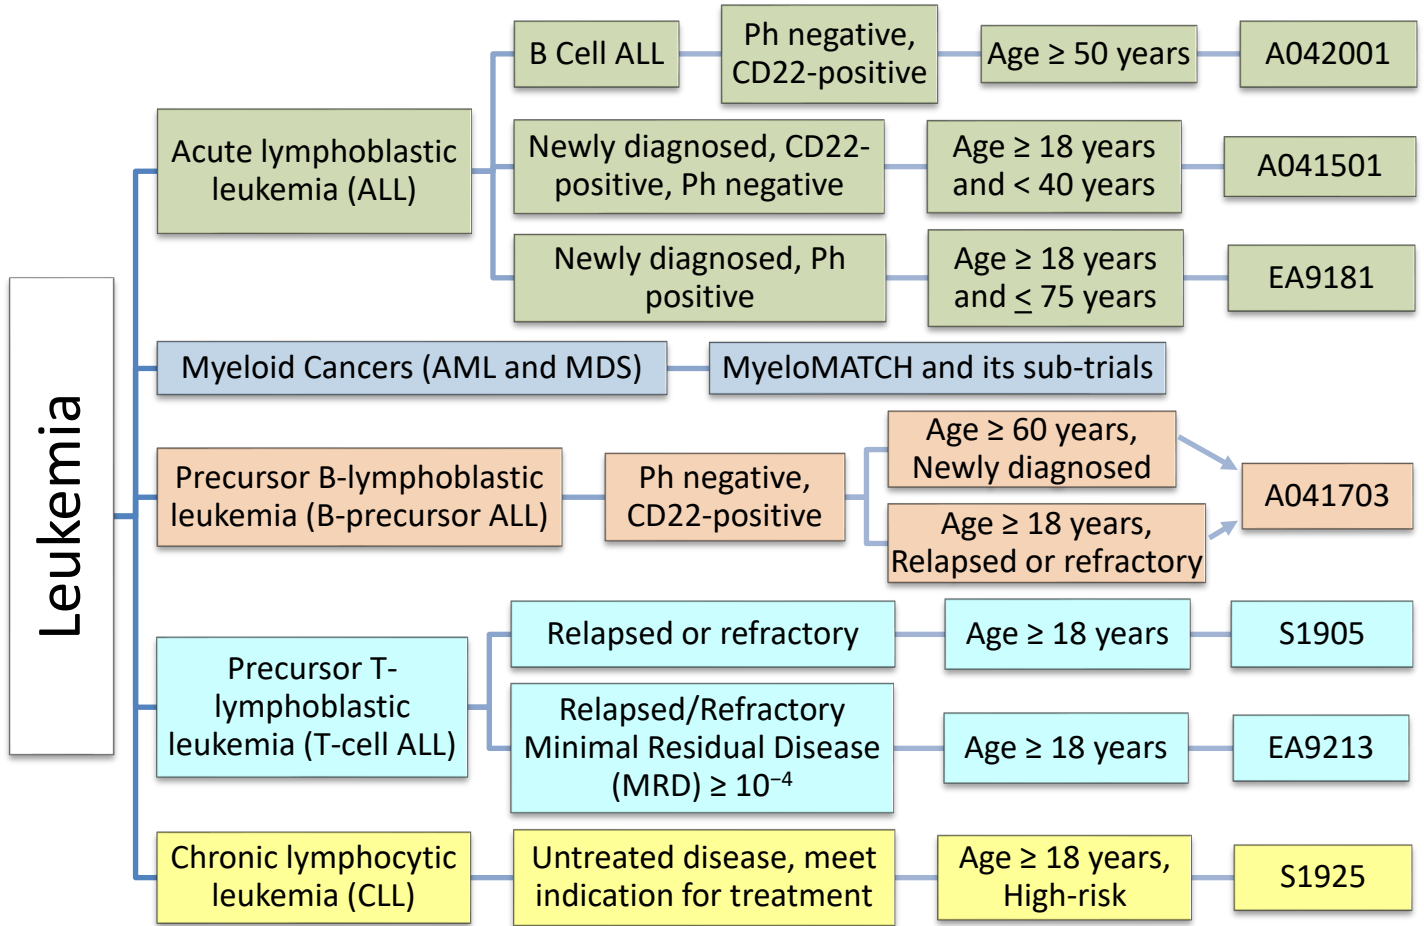 Leukemia
Acute lymphoblastic
leukemia (ALL)
B Cell ALL
Ph negative,
CD22-positive
Age ≥ 50 years
A042001
Newly diagnosed, CD22-
positive, Ph negative
Age ≥ 18 years
and < 40 years
A041501
Newly diagnosed, Ph
positive
Age ≥ 18 years
and ≤ 75 years
EA9181
Myeloid Cancers (AML and MDS)
MyeloMATCH and its sub-trials
Precursor B-lymphoblastic
leukemia (B-precursor ALL)
Ph negative,
CD22-positive
Age ≥ 60 years,
Newly diagnosed
Age ≥ 18 years,
Relapsed or refractory
A041703
Precursor T-
lymphoblastic
leukemia (T-cell ALL)
Relapsed or refractory
Age ≥ 18 years
S1905
Relapsed/Refractory
Minimal Residual Disease
(MRD) ≥ 10⁻⁴
Age ≥ 18 years
EA9213
Chronic lymphocytic
leukemia (CLL)
Untreated disease, meet
indication for treatment
Age ≥ 18 years,
High-risk
S1925